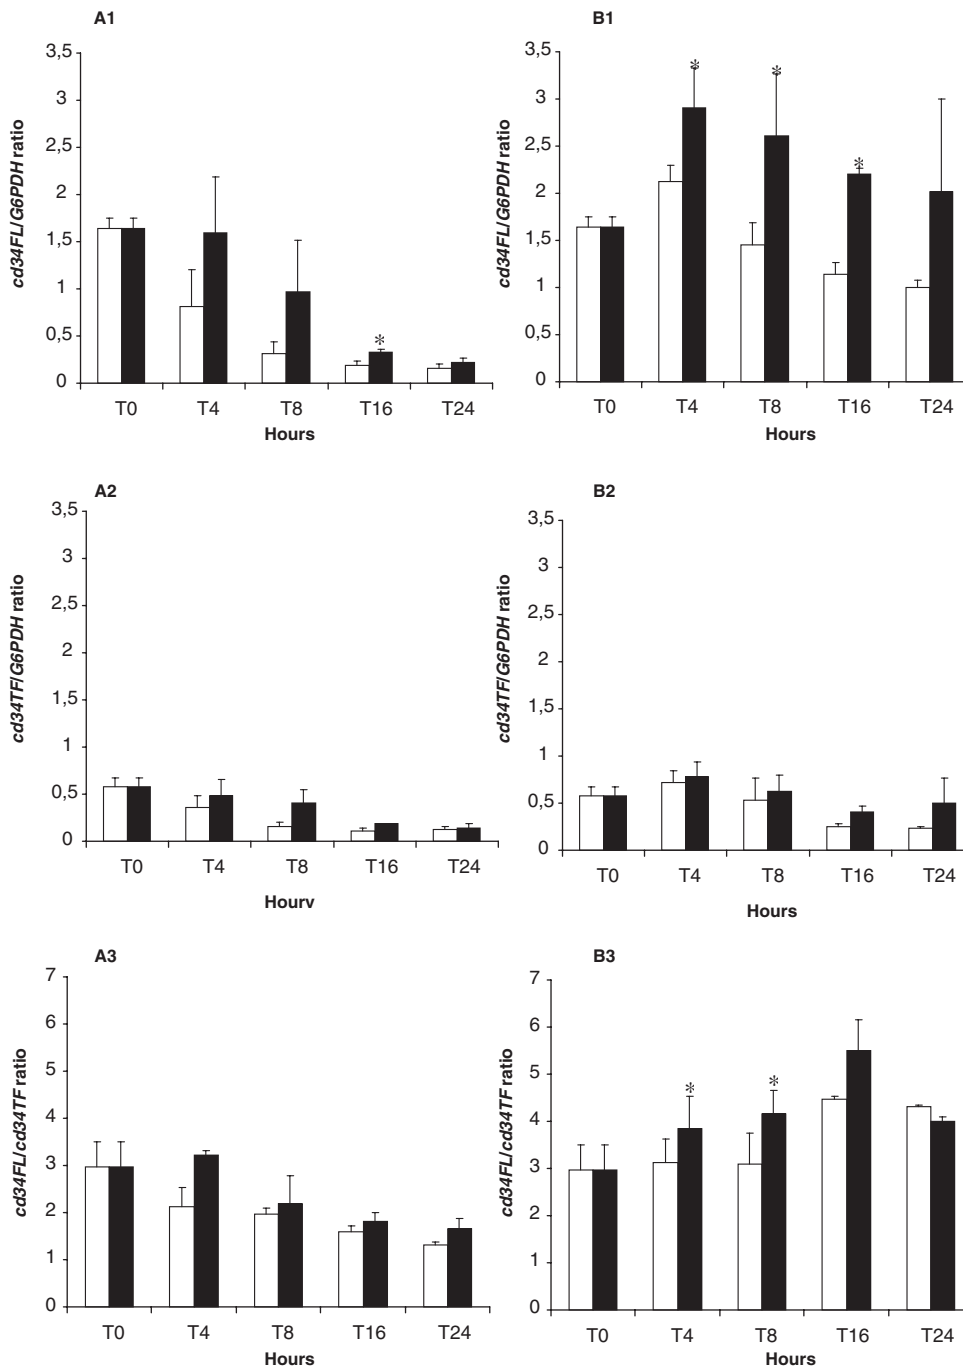 A1
3,5
3
2,5
2
1,5
1
0,5
0
cd34FL/G6PDH ratio
*
T0 T4 T8 T16 T24
Hours
B1
3,5
3
2,5
2
1,5
1
0,5
0
cd34FL/G6PDH ratio
* * *
T0 T4 T8 T16 T24
Hours
A2
3,5
3
2,5
2
1,5
1
0,5
0
cd34TF/G6PDH ratio
T0 T4 T8 T16 T24
Hourv
B2
3,5
3
2,5
2
1,5
1
0,5
0
cd34TF/G6PDH ratio
T0 T4 T8 T16 T24
Hours
A3
7
6
5
4
3
2
1
0
cd34FL/cd34TF ratio
T0 T4 T8 T16 T24
Hours
B3
7
6
5
4
3
2
1
0
cd34FL/cd34TF ratio
* *
T0 T4 T8 T16 T24
Hours